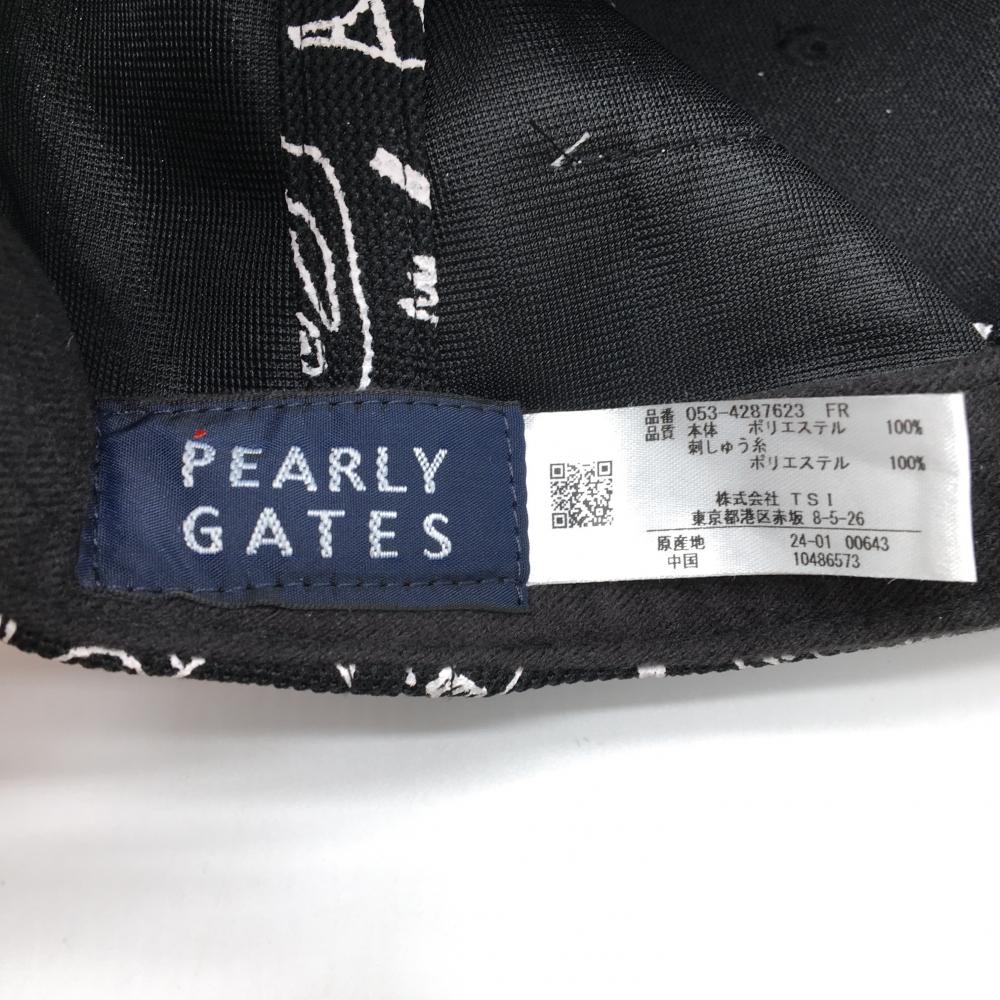 PEARLY
GATES
品番 053-4287623 FR
品質 本体 ポリエステル 100%
刺しゅう糸
ポリエステル 100%
株式会社 TSI
東京都港区赤坂 8-5-26
原産地 24-01 00643
中国 10486573